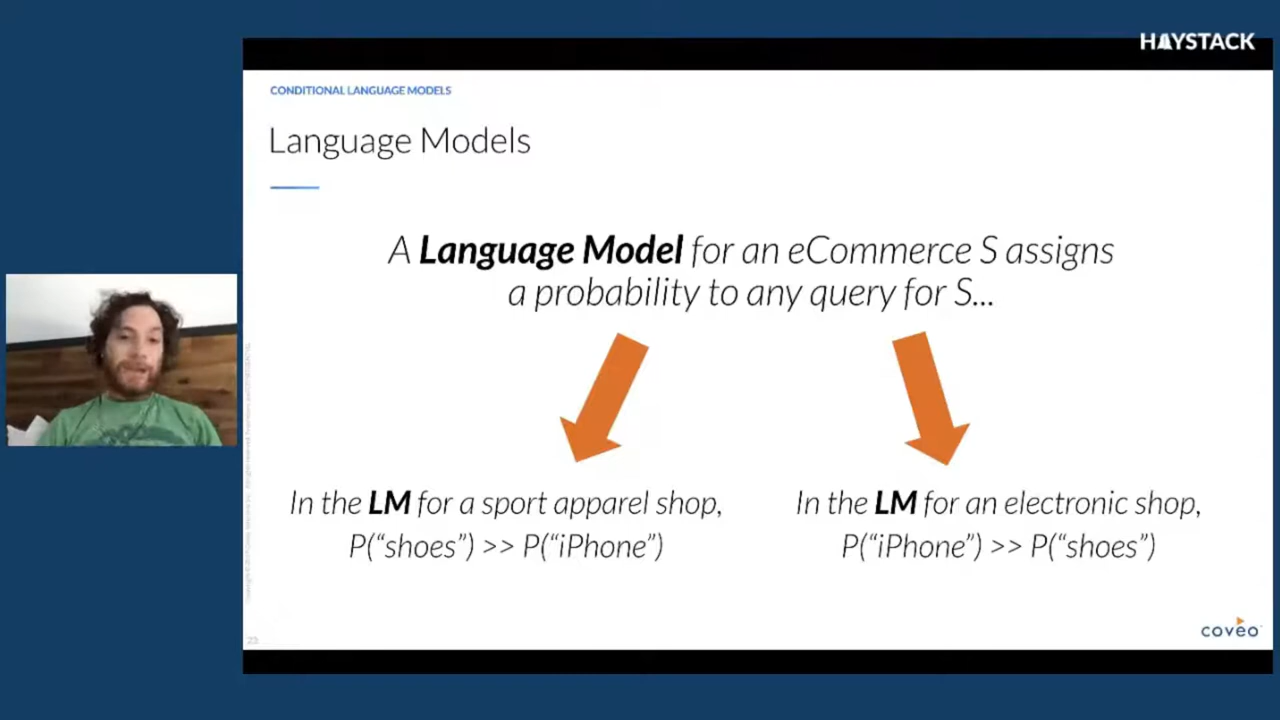 HAYSTACK
CONDITIONAL LANGUAGE MODELS
Language Models
A Language Model for an eCommerce S assigns
a probability to any query for S...
In the LM for a sport apparel shop,
P(“shoes”) >> P(“iPhone”)
In the LM for an electronic shop,
P(“iPhone”) >> P(“shoes”)
23
coveo